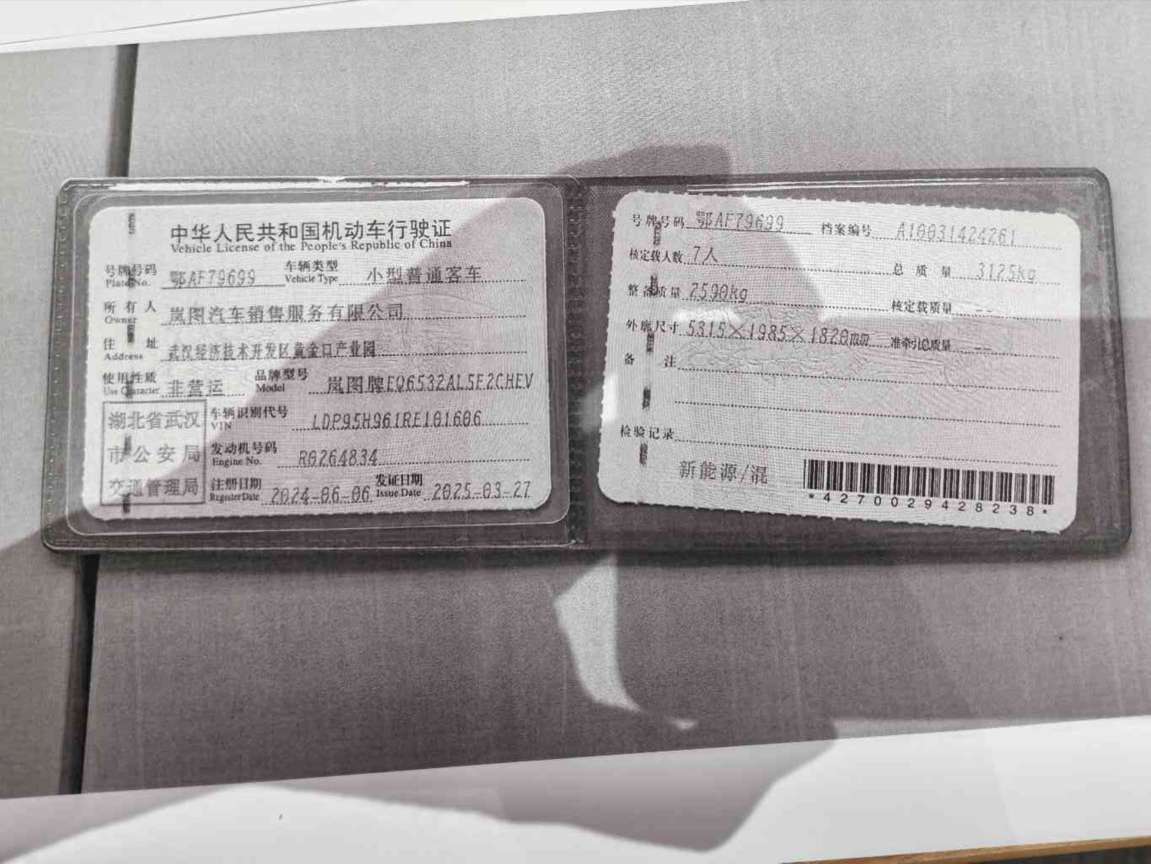 中华人民共和国机动车行驶证
Vehicle License of the People's Republic of China
号牌号码 鄂AF79699 车辆类型 小型普通客车
Plate No. Vehicle Type
所有人 岚图汽车销售服务有限公司
Owner
住址 武汉经济技术开发区黄金口产业园
Address
使用性质 非营运 品牌型号 岚图牌EQ6532AL5F2CHEV
Use Character Model
湖北省武汉
市公安局
交通管理局
车辆识别代号 LDP95H961RE101606
VIN
发动机号码 R0264834
Engine No.
注册日期 2024-06-06 发证日期 2025-03-27
Register Date Issue Date
号牌号码 鄂AF79699 档案编号 A10031424261
核定载人数 7人 总质量 3125kg
整备质量 2590kg 核定载质量 --
外廓尺寸 5315×1985×1820mm 准牵引总质量 --
备注
检验记录
新能源/混
*4270029428238*